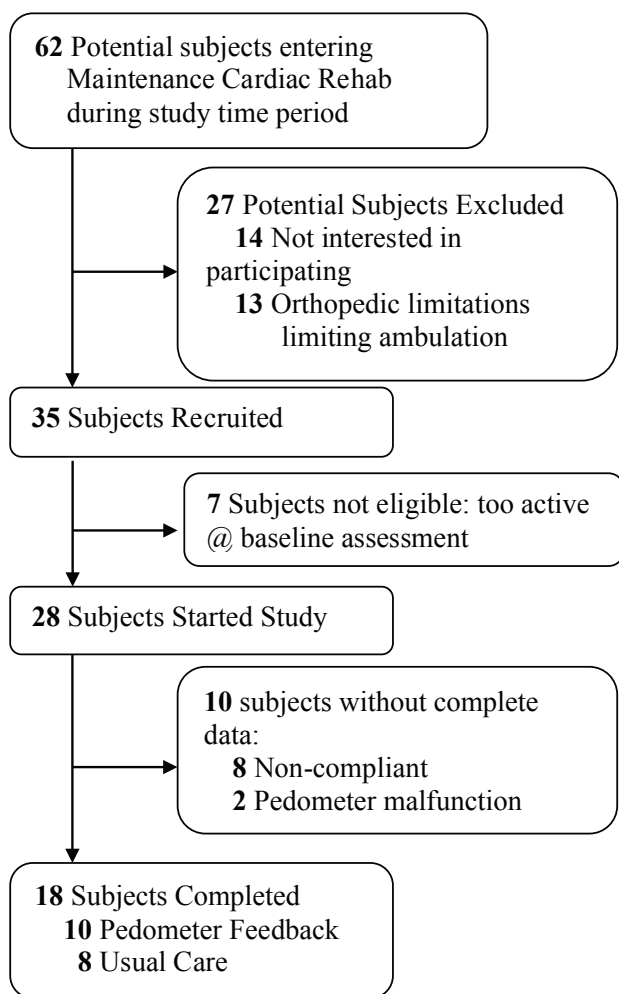 62 Potential subjects entering
Maintenance Cardiac Rehab
during study time period
27 Potential Subjects Excluded
14 Not interested in
participating
13 Orthopedic limitations
limiting ambulation
35 Subjects Recruited
7 Subjects not eligible: too active
@ baseline assessment
28 Subjects Started Study
10 subjects without complete
data:
8 Non-compliant
2 Pedometer malfunction
18 Subjects Completed
10 Pedometer Feedback
8 Usual Care